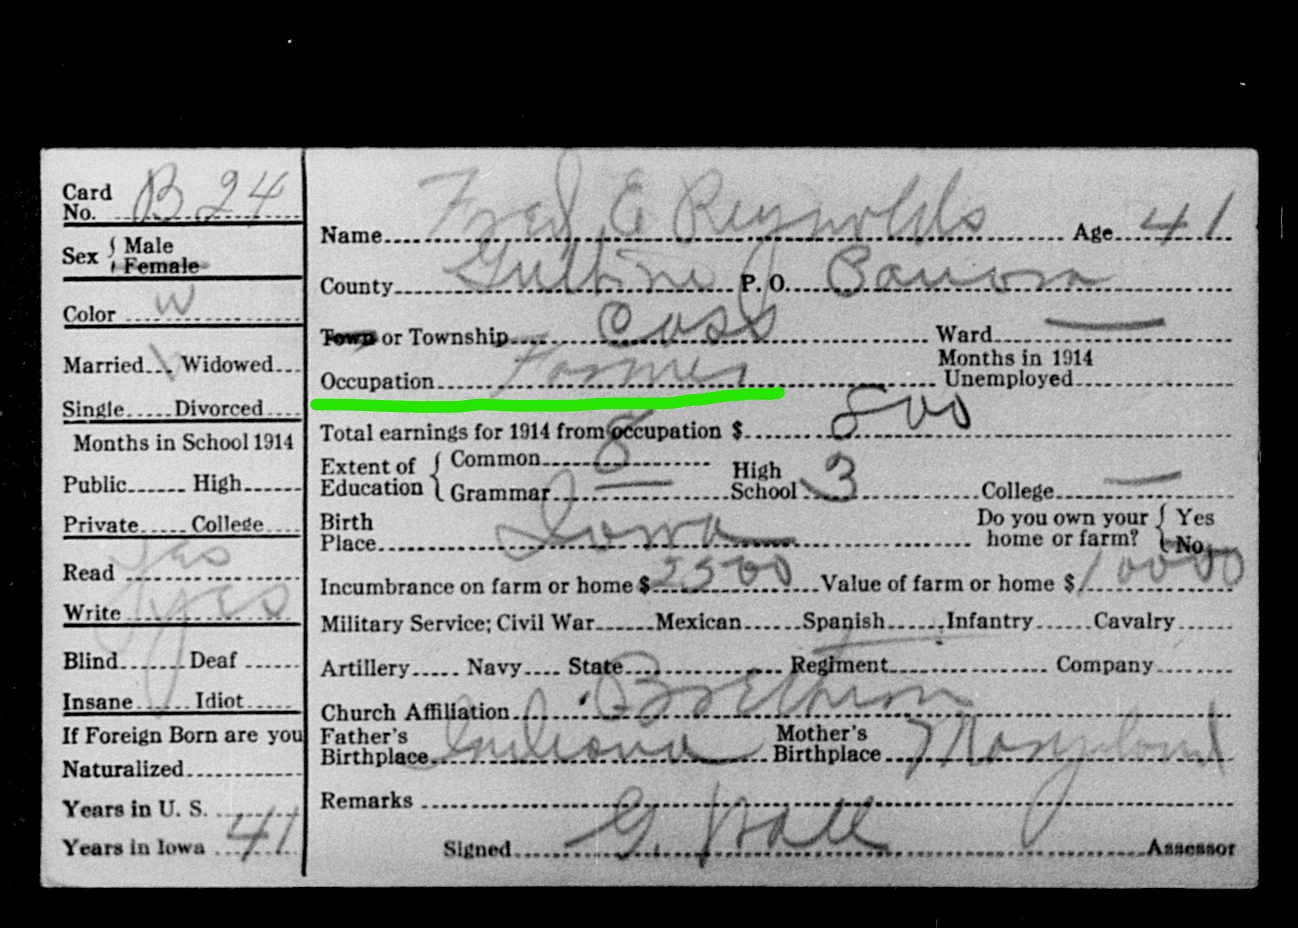 Card No. B 24
Sex { Male
Female
Color W
Married Widowed
Single Divorced
Months in School 1914
Public High
Private College
Read Yes
Write yes
Blind Deaf
Insane Idiot
If Foreign Born are you
Naturalized
Years in U. S.
Years in Iowa 41
Name Fred E Reynolds Age 41
County Guthrie P. O.
Town or Township Cass Ward —
Occupation Farmer Months in 1914 Unemployed
Total earnings for 1914 from occupation $ 800
Extent of Education { Common 8
Grammar — High School 3 College —
Birth Place Iowa Do you own your home or farm? { Yes No
Incumbrance on farm or home $ 2500 Value of farm or home $ 10000
Military Service; Civil War Mexican Spanish Infantry Cavalry
Artillery Navy State Regiment Company
Church Affiliation
Father's Birthplace Indiana Mother's Birthplace Maryland
Remarks
Signed G. Hall Assessor